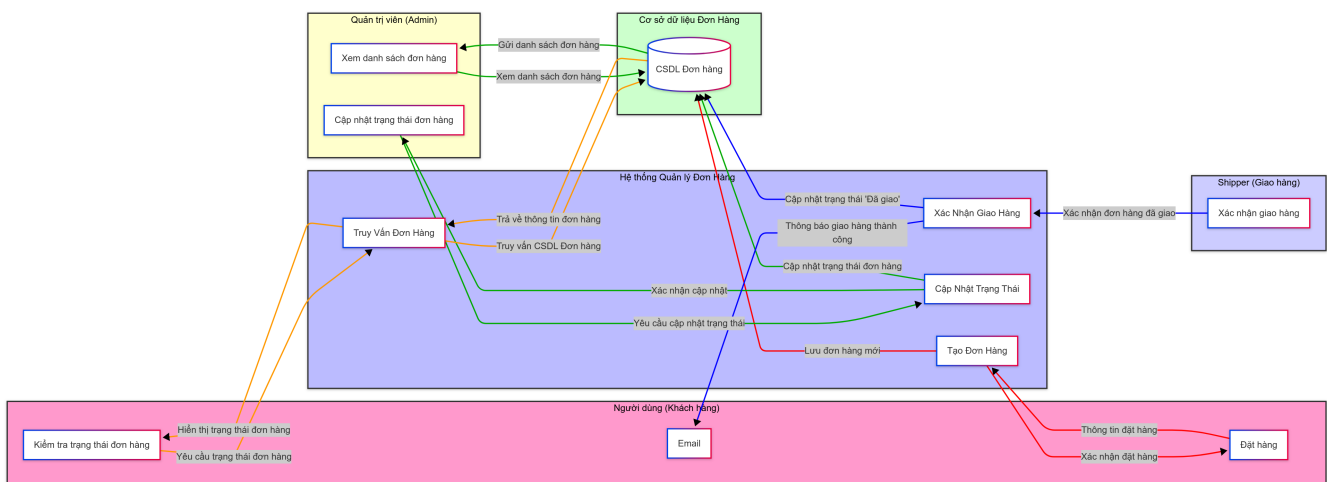 Quản trị viên (Admin)
Cơ sở dữ liệu Đơn Hàng
Xem danh sách đơn hàng
Gửi danh sách đơn hàng
CSDL Đơn hàng
Xem danh sách đơn hàng
Cập nhật trạng thái đơn hàng
Hệ thống Quản lý Đơn Hàng
Shipper (Giao hàng)
Cập nhật trạng thái 'Đã giao'
Xác Nhận Giao Hàng
Xác nhận đơn hàng đã giao
Xác nhận giao hàng
Trả về thông tin đơn hàng
Thông báo giao hàng thành
công
Truy Vấn Đơn Hàng
Truy vấn CSDL Đơn hàng
Cập nhật trạng thái đơn hàng
Xác nhận cập nhật
Cập Nhật Trạng Thái
Yêu cầu cập nhật trạng thái
Lưu đơn hàng mới
Tạo Đơn Hàng
Người dùng (Khách hàng)
Hiển thị trạng thái đơn hàng
Thông tin đặt hàng
Kiểm tra trạng thái đơn hàng
Email
Đặt hàng
Yêu cầu trạng thái đơn hàng
Xác nhận đặt hàng